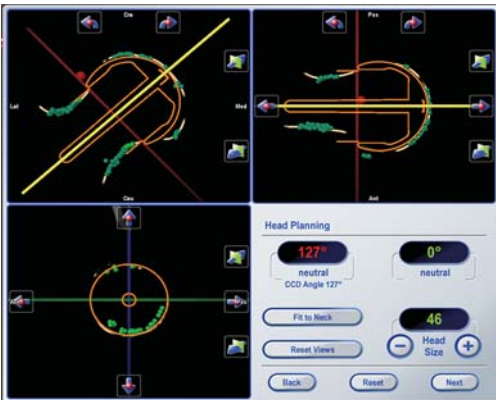 Cra
Lat
Med
Cau
Pos
Ant
Head Planning
127°
0°
neutral
neutral
CCD Angle 127°
Fit to Neck
46
Reset Views
Head
Size
Back
Reset
Next